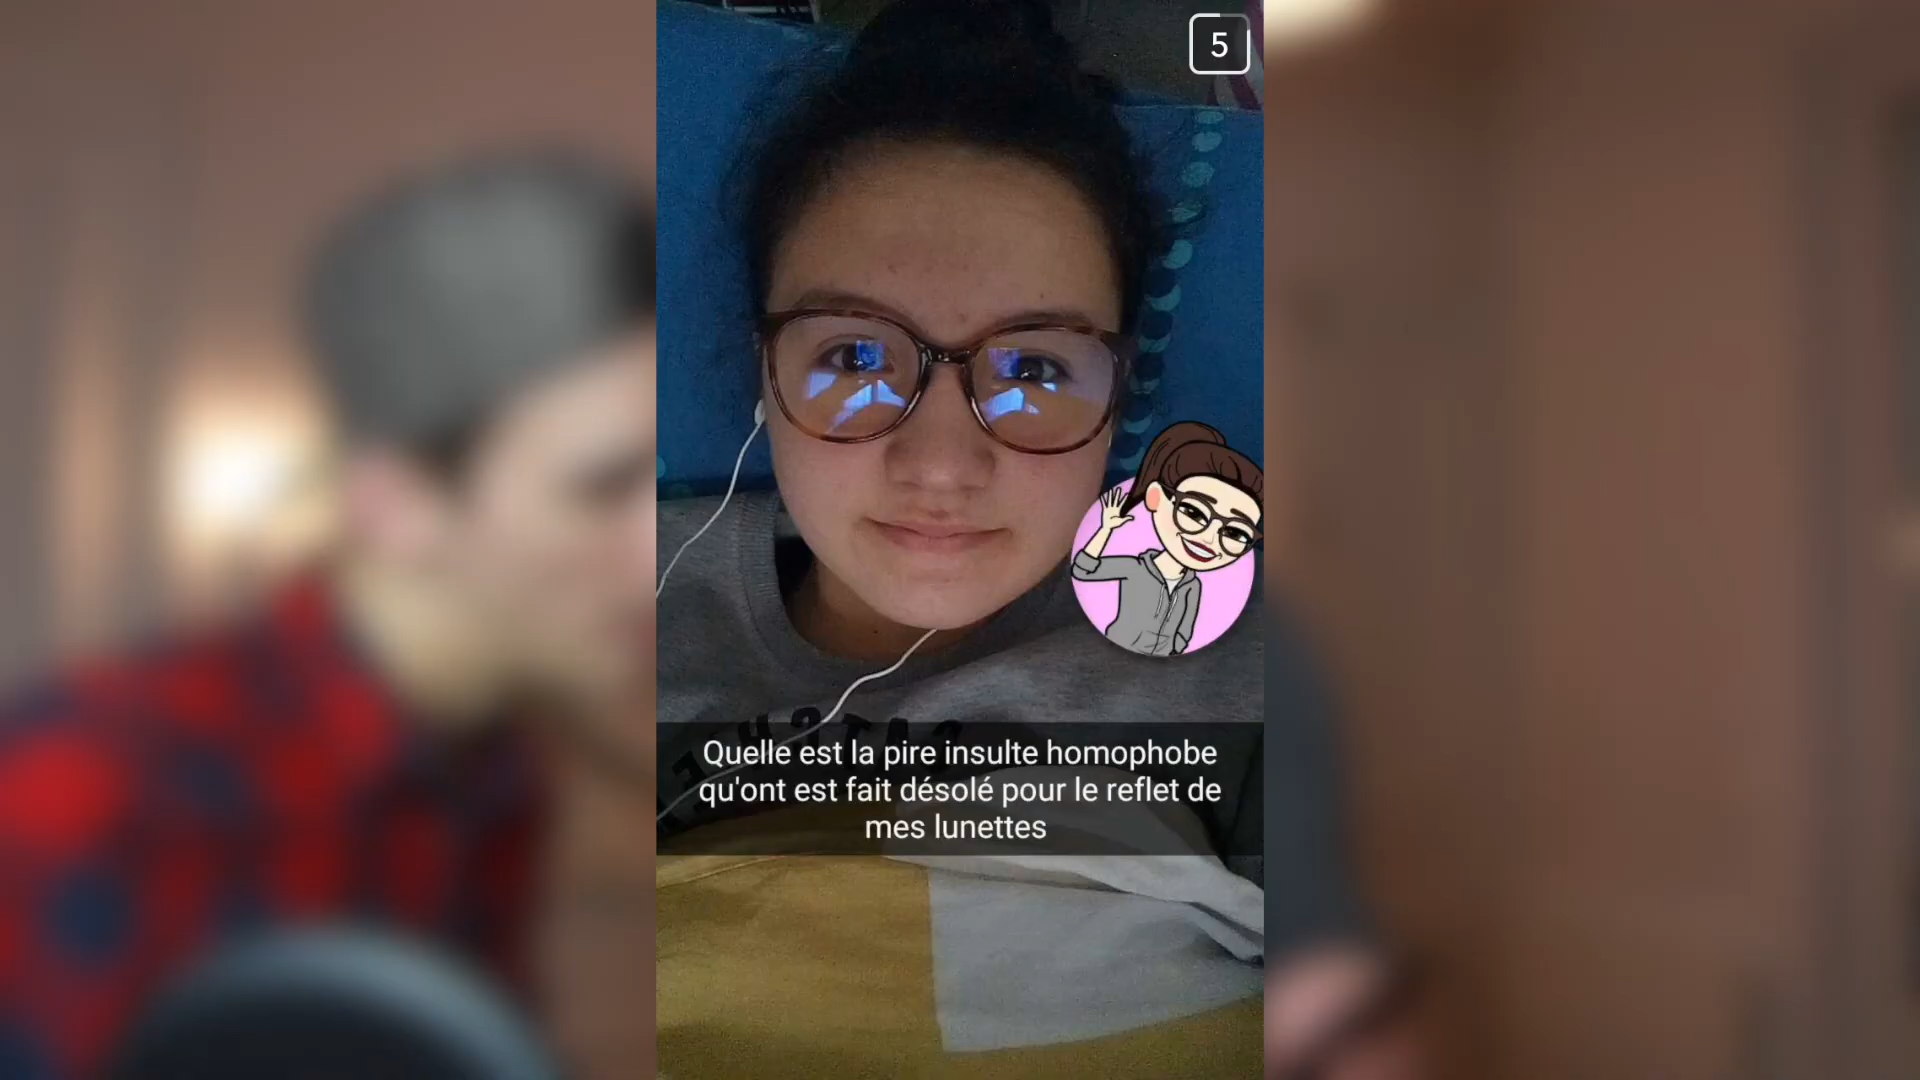 5
Quelle est la pire insulte homophobe
qu'ont est fait désolé pour le reflet de
mes lunettes